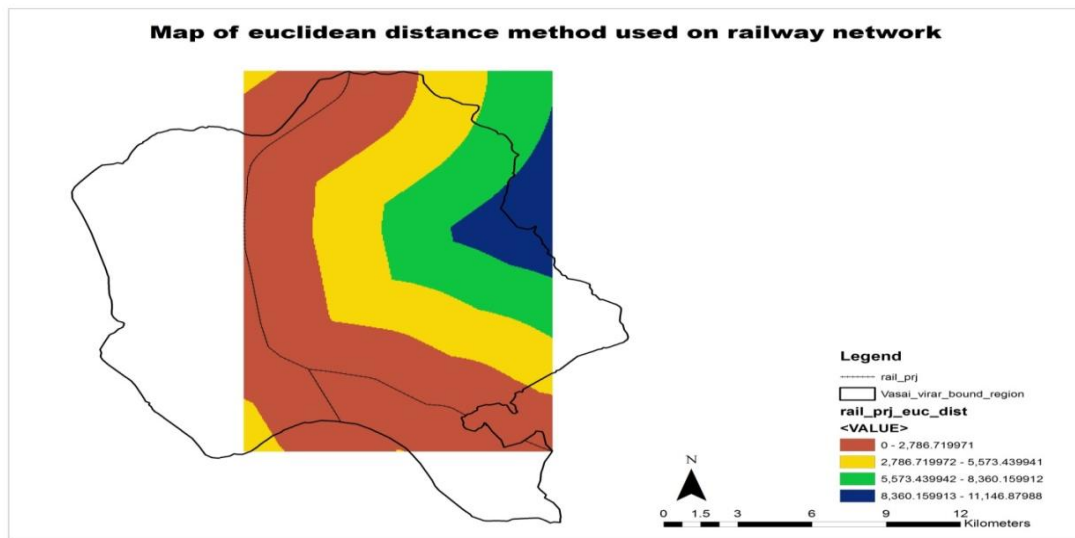 Map of euclidean distance method used on railway network
Legend
rail_prj
Vasai_virar_bound_region
rail_prj_euc_dist
<VALUE>
0 - 2,786.719971
2,786.719972 - 5,573.439941
5,573.439942 - 8,360.159912
8,360.159913 - 11,146.87988
N
0 1.5 3 6 9 12
Kilometers